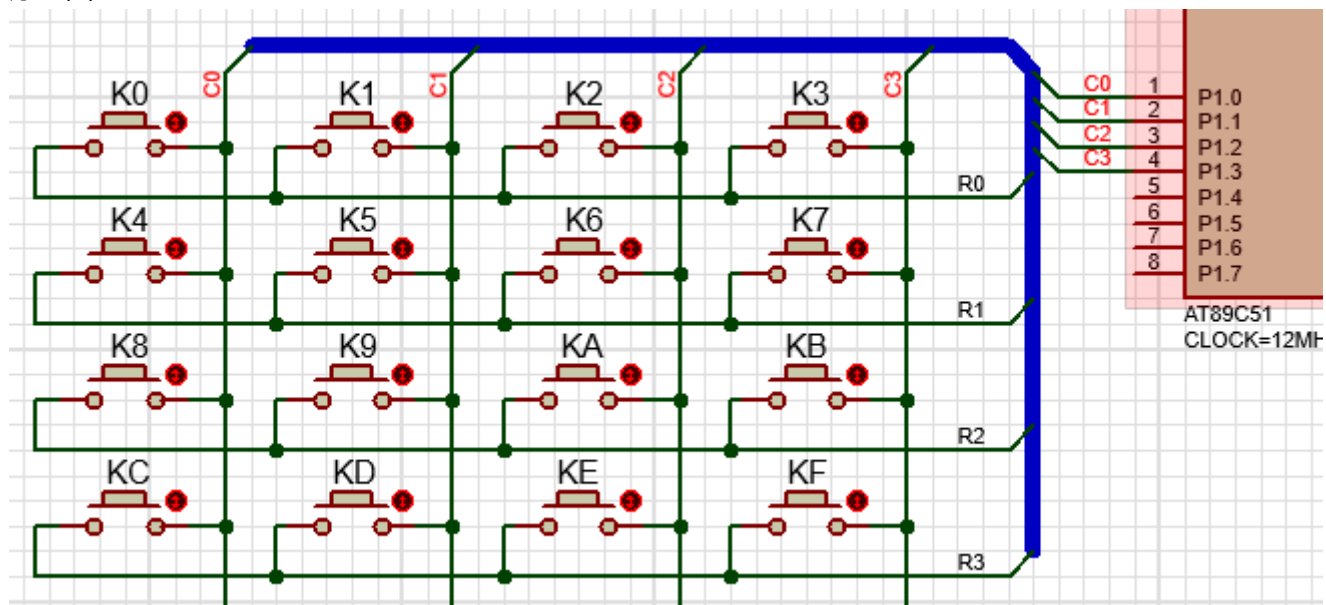 C0 C1 C2 C3
K0 K1 K2 K3
C0 1 P1.0
C1 2 P1.1
C2 3 P1.2
C3 4 P1.3
5 P1.4
6 P1.5
7 P1.6
8 P1.7
R0
K4 K5 K6 K7
R1
AT89C51
CLOCK=12MH
K8 K9 KA KB
R2
KC KD KE KF
R3